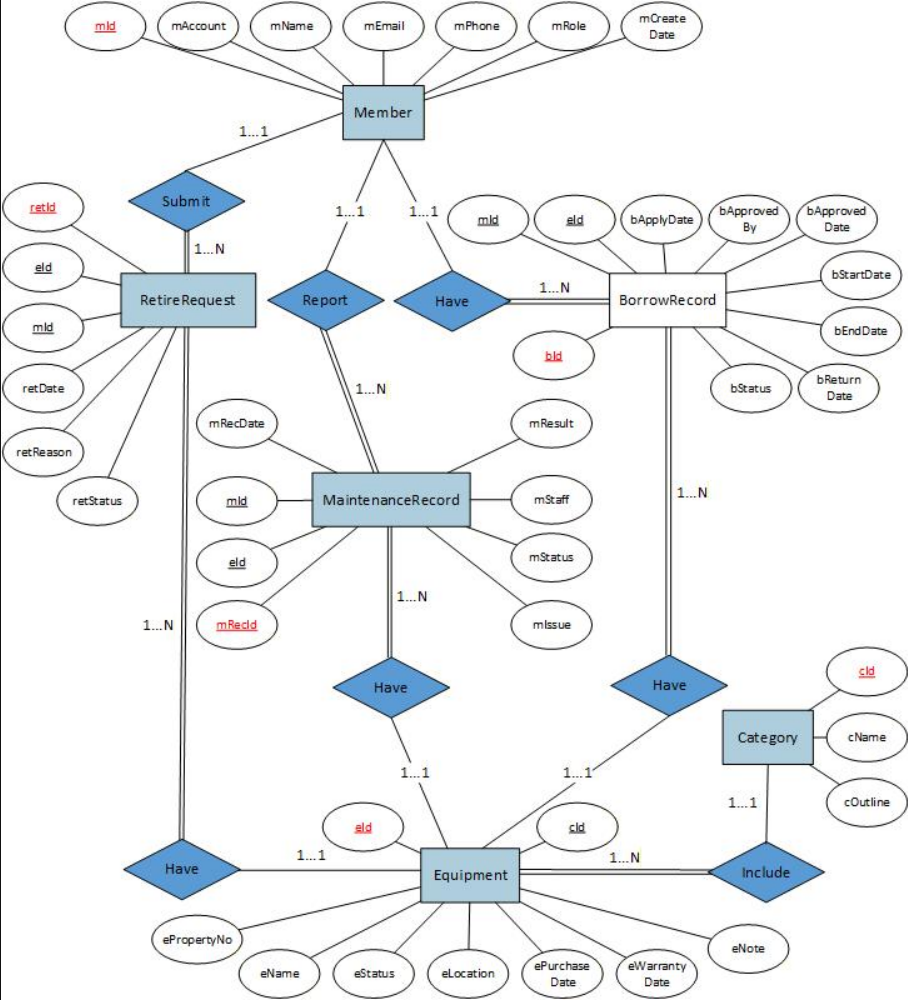 mId
mAccount
mName
mEmail
mPhone
mRole
mCreate
Date
Member
1...1
Submit
1...N
1...1
1...1
retId
eId
mId
retDate
retReason
retStatus
RetireRequest
Report
Have
1...N
mId
eId
bApplyDate
bApproved
By
bApproved
Date
bStartDate
bEndDate
bReturn
Date
bStatus
bId
BorrowRecord
1...N
mRecDate
mResult
mId
MaintenanceRecord
mStaff
eId
mStatus
mRecId
mIssue
1...N
1...N
1...N
Have
Have
cId
Category
cName
cOutline
1...1
1...1
1...1
eId
cId
Have
1...1
Equipment
1...N
Include
ePropertyNo
eName
eStatus
eLocation
ePurchase
Date
eWarranty
Date
eNote